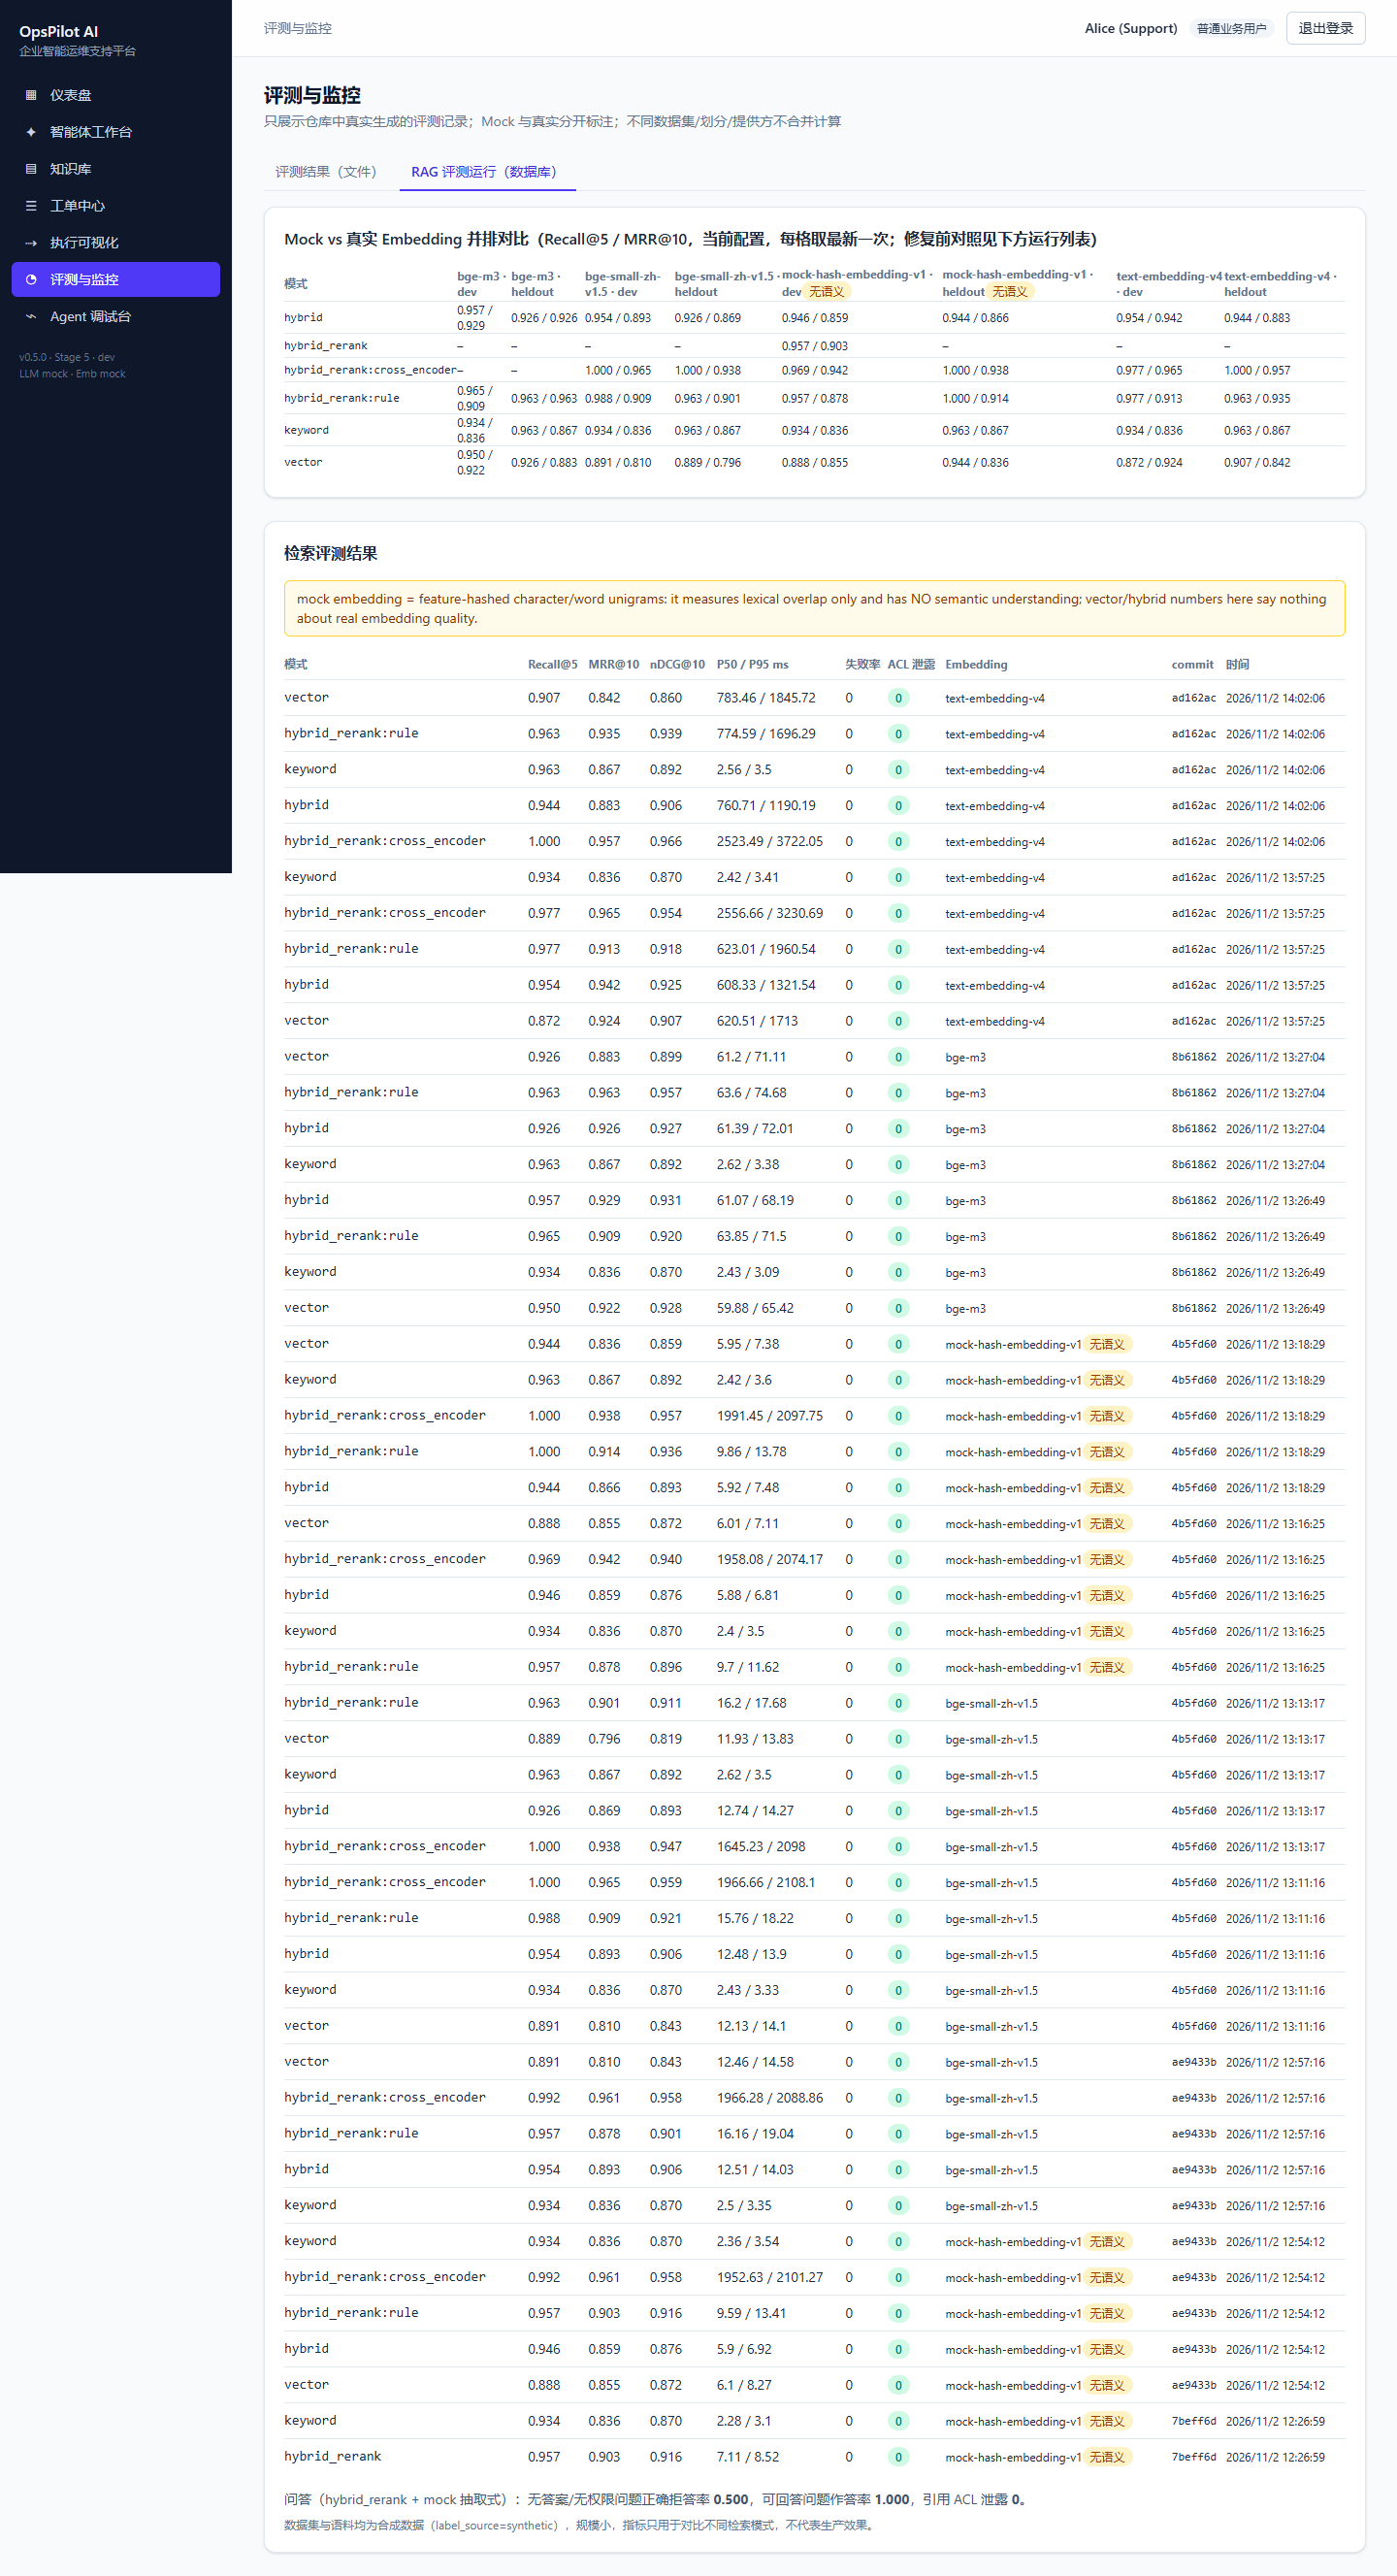 OpsPilot AI
企业智能运维支持平台
仪表盘
智能体工作台
知识库
工单中心
执行可视化
评测与监控
Agent 调试台
v0.5.0 · Stage 5 · dev
LLM mock · Emb mock
评测与监控
Alice (Support) 普通业务用户 退出登录
评测与监控
只展示仓库中真实生成的评测记录；Mock 与真实分开标注；不同数据集/划分/提供方不合并计算
评测结果（文件） RAG 评测运行（数据库）
Mock vs 真实 Embedding 并排对比（Recall@5 / MRR@10，当前配置，每格取最新一次；修复前对照见下方运行列表）
模式 bge-m3 · dev bge-m3 · heldout bge-small-zh-v1.5 · dev bge-small-zh-v1.5 · heldout mock-hash-embedding-v1 · dev 无语义 mock-hash-embedding-v1 · heldout 无语义 text-embedding-v4 · dev text-embedding-v4 · heldout
hybrid 0.957 / 0.929 0.926 / 0.926 0.954 / 0.893 0.926 / 0.869 0.946 / 0.859 0.944 / 0.866 0.954 / 0.942 0.944 / 0.883
hybrid_rerank – – – – 0.957 / 0.903 – – –
hybrid_rerank:cross_encoder – – 1.000 / 0.965 1.000 / 0.938 0.969 / 0.942 1.000 / 0.938 0.977 / 0.965 1.000 / 0.957
hybrid_rerank:rule 0.965 / 0.909 0.963 / 0.963 0.988 / 0.909 0.963 / 0.901 0.957 / 0.878 1.000 / 0.914 0.977 / 0.913 0.963 / 0.935
keyword 0.934 / 0.836 0.963 / 0.867 0.934 / 0.836 0.963 / 0.867 0.934 / 0.836 0.963 / 0.867 0.934 / 0.836 0.963 / 0.867
vector 0.950 / 0.922 0.926 / 0.883 0.891 / 0.810 0.889 / 0.796 0.888 / 0.855 0.944 / 0.836 0.872 / 0.924 0.907 / 0.842
检索评测结果
mock embedding = feature-hashed character/word unigrams: it measures lexical overlap only and has NO semantic understanding; vector/hybrid numbers here say nothing
about real embedding quality.
模式 Recall@5 MRR@10 nDCG@10 P50 / P95 ms 失败率 ACL 泄露 Embedding commit 时间
vector 0.907 0.842 0.860 783.46 / 1845.72 0 0 text-embedding-v4 ad162ac 2026/11/2 14:02:06
hybrid_rerank:rule 0.963 0.935 0.939 774.59 / 1696.29 0 0 text-embedding-v4 ad162ac 2026/11/2 14:02:06
keyword 0.963 0.867 0.892 2.56 / 3.5 0 0 text-embedding-v4 ad162ac 2026/11/2 14:02:06
hybrid 0.944 0.883 0.906 760.71 / 1190.19 0 0 text-embedding-v4 ad162ac 2026/11/2 14:02:06
hybrid_rerank:cross_encoder 1.000 0.957 0.966 2523.49 / 3722.05 0 0 text-embedding-v4 ad162ac 2026/11/2 14:02:06
keyword 0.934 0.836 0.870 2.42 / 3.41 0 0 text-embedding-v4 ad162ac 2026/11/2 13:57:25
hybrid_rerank:cross_encoder 0.977 0.965 0.954 2556.66 / 3230.69 0 0 text-embedding-v4 ad162ac 2026/11/2 13:57:25
hybrid_rerank:rule 0.977 0.913 0.918 623.01 / 1960.54 0 0 text-embedding-v4 ad162ac 2026/11/2 13:57:25
hybrid 0.954 0.942 0.925 608.33 / 1321.54 0 0 text-embedding-v4 ad162ac 2026/11/2 13:57:25
vector 0.872 0.924 0.907 620.51 / 1713 0 0 text-embedding-v4 ad162ac 2026/11/2 13:57:25
vector 0.926 0.883 0.899 61.2 / 71.11 0 0 bge-m3 8b61862 2026/11/2 13:27:04
hybrid_rerank:rule 0.963 0.963 0.957 63.6 / 74.68 0 0 bge-m3 8b61862 2026/11/2 13:27:04
hybrid 0.926 0.926 0.927 61.39 / 72.01 0 0 bge-m3 8b61862 2026/11/2 13:27:04
keyword 0.963 0.867 0.892 2.62 / 3.38 0 0 bge-m3 8b61862 2026/11/2 13:27:04
hybrid 0.957 0.929 0.931 61.07 / 68.19 0 0 bge-m3 8b61862 2026/11/2 13:26:49
hybrid_rerank:rule 0.965 0.909 0.920 63.85 / 71.5 0 0 bge-m3 8b61862 2026/11/2 13:26:49
keyword 0.934 0.836 0.870 2.43 / 3.09 0 0 bge-m3 8b61862 2026/11/2 13:26:49
vector 0.950 0.922 0.928 59.88 / 65.42 0 0 bge-m3 8b61862 2026/11/2 13:26:49
vector 0.944 0.836 0.859 5.95 / 7.38 0 0 mock-hash-embedding-v1 无语义 4b5fd60 2026/11/2 13:18:29
keyword 0.963 0.867 0.892 2.42 / 3.6 0 0 mock-hash-embedding-v1 无语义 4b5fd60 2026/11/2 13:18:29
hybrid_rerank:cross_encoder 1.000 0.938 0.957 1991.45 / 2097.75 0 0 mock-hash-embedding-v1 无语义 4b5fd60 2026/11/2 13:18:29
hybrid_rerank:rule 1.000 0.914 0.936 9.86 / 13.78 0 0 mock-hash-embedding-v1 无语义 4b5fd60 2026/11/2 13:18:29
hybrid 0.944 0.866 0.893 5.92 / 7.48 0 0 mock-hash-embedding-v1 无语义 4b5fd60 2026/11/2 13:18:29
vector 0.888 0.855 0.872 6.01 / 7.11 0 0 mock-hash-embedding-v1 无语义 4b5fd60 2026/11/2 13:16:25
hybrid_rerank:cross_encoder 0.969 0.942 0.940 1958.08 / 2074.17 0 0 mock-hash-embedding-v1 无语义 4b5fd60 2026/11/2 13:16:25
hybrid 0.946 0.859 0.876 5.88 / 6.81 0 0 mock-hash-embedding-v1 无语义 4b5fd60 2026/11/2 13:16:25
keyword 0.934 0.836 0.870 2.4 / 3.5 0 0 mock-hash-embedding-v1 无语义 4b5fd60 2026/11/2 13:16:25
hybrid_rerank:rule 0.957 0.878 0.896 9.7 / 11.62 0 0 mock-hash-embedding-v1 无语义 4b5fd60 2026/11/2 13:16:25
hybrid_rerank:rule 0.963 0.901 0.911 16.2 / 17.68 0 0 bge-small-zh-v1.5 4b5fd60 2026/11/2 13:13:17
vector 0.889 0.796 0.819 11.93 / 13.83 0 0 bge-small-zh-v1.5 4b5fd60 2026/11/2 13:13:17
keyword 0.963 0.867 0.892 2.62 / 3.5 0 0 bge-small-zh-v1.5 4b5fd60 2026/11/2 13:13:17
hybrid 0.926 0.869 0.893 12.74 / 14.27 0 0 bge-small-zh-v1.5 4b5fd60 2026/11/2 13:13:17
hybrid_rerank:cross_encoder 1.000 0.938 0.947 1645.23 / 2098 0 0 bge-small-zh-v1.5 4b5fd60 2026/11/2 13:13:17
hybrid_rerank:cross_encoder 1.000 0.965 0.959 1966.66 / 2108.1 0 0 bge-small-zh-v1.5 4b5fd60 2026/11/2 13:11:16
hybrid_rerank:rule 0.988 0.909 0.921 15.76 / 18.22 0 0 bge-small-zh-v1.5 4b5fd60 2026/11/2 13:11:16
hybrid 0.954 0.893 0.906 12.48 / 13.9 0 0 bge-small-zh-v1.5 4b5fd60 2026/11/2 13:11:16
keyword 0.934 0.836 0.870 2.43 / 3.33 0 0 bge-small-zh-v1.5 4b5fd60 2026/11/2 13:11:16
vector 0.891 0.810 0.843 12.13 / 14.1 0 0 bge-small-zh-v1.5 4b5fd60 2026/11/2 13:11:16
vector 0.891 0.810 0.843 12.46 / 14.58 0 0 bge-small-zh-v1.5 ae9433b 2026/11/2 12:57:16
hybrid_rerank:cross_encoder 0.992 0.961 0.958 1966.28 / 2088.86 0 0 bge-small-zh-v1.5 ae9433b 2026/11/2 12:57:16
hybrid_rerank:rule 0.957 0.878 0.901 16.16 / 19.04 0 0 bge-small-zh-v1.5 ae9433b 2026/11/2 12:57:16
hybrid 0.954 0.893 0.906 12.51 / 14.03 0 0 bge-small-zh-v1.5 ae9433b 2026/11/2 12:57:16
keyword 0.934 0.836 0.870 2.5 / 3.35 0 0 bge-small-zh-v1.5 ae9433b 2026/11/2 12:57:16
keyword 0.934 0.836 0.870 2.36 / 3.54 0 0 mock-hash-embedding-v1 无语义 ae9433b 2026/11/2 12:54:12
hybrid_rerank:cross_encoder 0.992 0.961 0.958 1952.63 / 2101.27 0 0 mock-hash-embedding-v1 无语义 ae9433b 2026/11/2 12:54:12
hybrid_rerank:rule 0.957 0.903 0.916 9.59 / 13.41 0 0 mock-hash-embedding-v1 无语义 ae9433b 2026/11/2 12:54:12
hybrid 0.946 0.859 0.876 5.9 / 6.92 0 0 mock-hash-embedding-v1 无语义 ae9433b 2026/11/2 12:54:12
vector 0.888 0.855 0.872 6.1 / 8.27 0 0 mock-hash-embedding-v1 无语义 ae9433b 2026/11/2 12:54:12
keyword 0.934 0.836 0.870 2.28 / 3.1 0 0 mock-hash-embedding-v1 无语义 7beff6d 2026/11/2 12:26:59
hybrid_rerank 0.957 0.903 0.916 7.11 / 8.52 0 0 mock-hash-embedding-v1 无语义 7beff6d 2026/11/2 12:26:59
问答（hybrid_rerank + mock 抽取式）：无答案/无权限问题正确拒答率 0.500，可回答问题作答率 1.000，引用 ACL 泄露 0。
数据集与语料均为合成数据（label_source=synthetic），规模小，指标只用于对比不同检索模式，不代表生产效果。